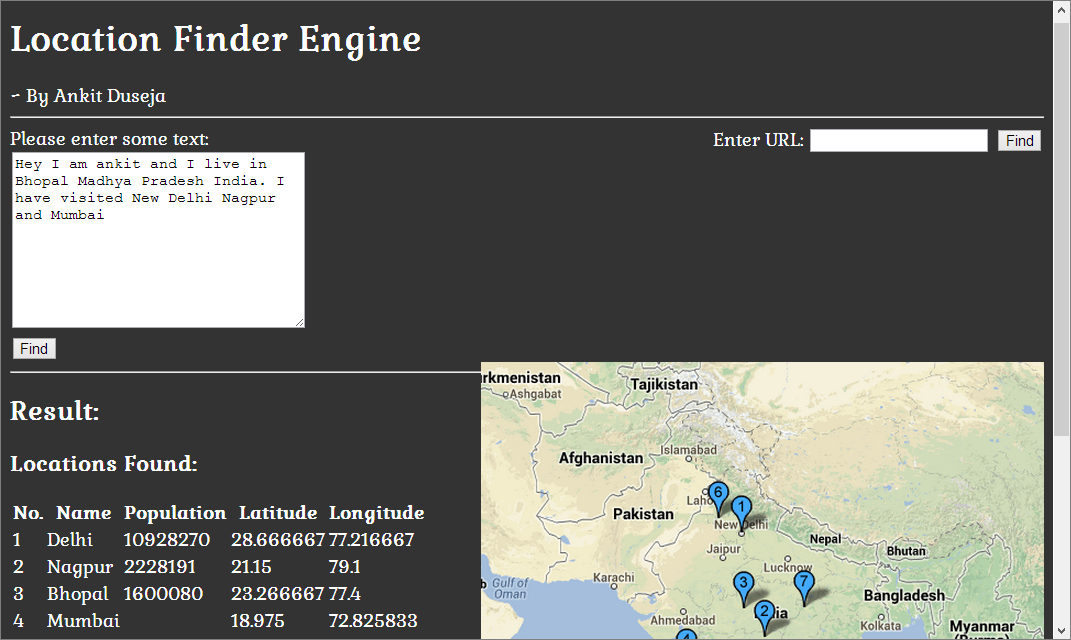 Location Finder Engine
~ By Ankit Duseja
Please enter some text:
Enter URL: Find
Hey I am ankit and I live in
Bhopal Madhya Pradesh India. I
have visited New Delhi Nagpur
and Mumbai
Find
Result:
Locations Found:
No. Name Population Latitude Longitude
1 Delhi 10928270 28.666667 77.216667
2 Nagpur 2228191 21.15 79.1
3 Bhopal 1600080 23.266667 77.4
4 Mumbai 18.975 72.825833
rkmenistan
Ashgabat
Tajikistan
Afghanistan
Islamabad
6
Laho
1
Pakistan
New Delhi
Nepal
Bhutan
Jaipur
Lucknow
Gulf of
Oman
Karachi
3
7
Bangladesh
2
ia
Ahmedabad
Kolkata
Myanmar
(Burma)
4